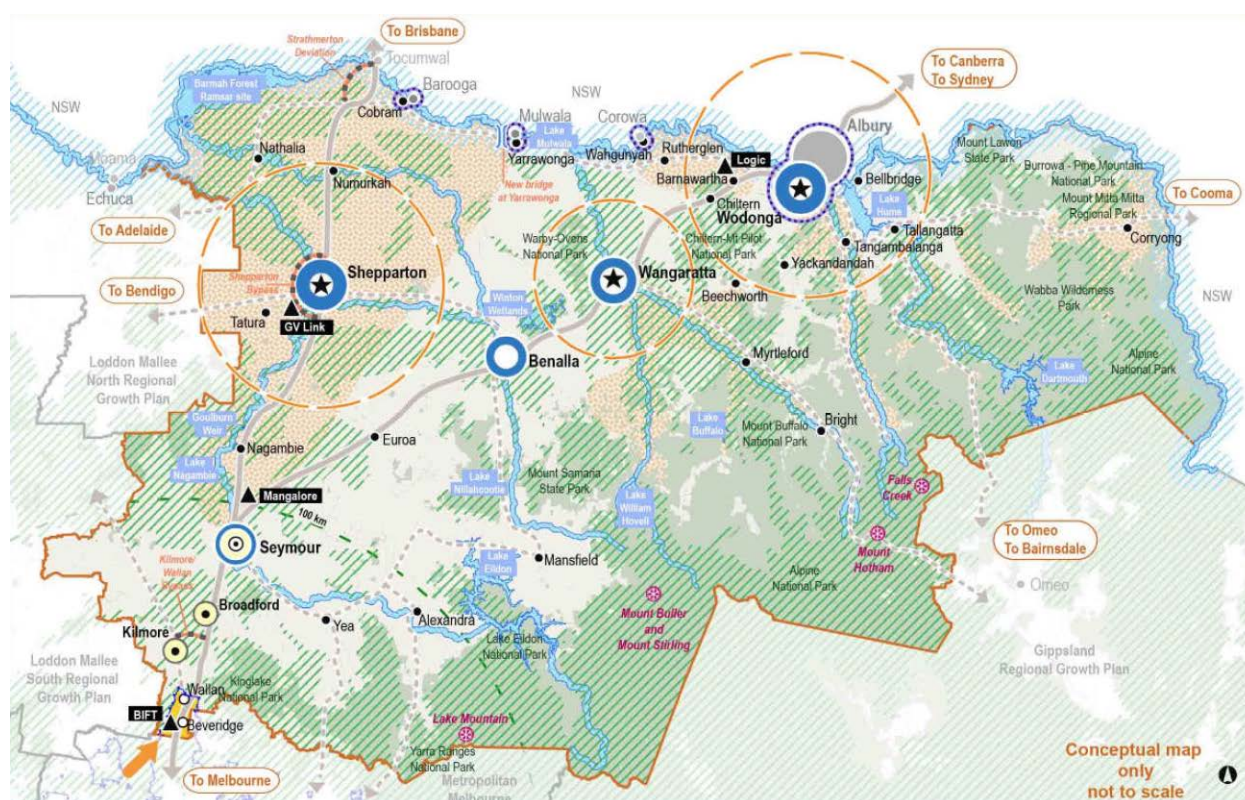 To Brisbane
Strathmerton
Deviation
Tocumwal
To Canberra
To Sydney
NSW
Barmah Forest
Ramsar site
Barooga
Cobram
NSW
Mulwala
Lake
Mulwala
Corowa
Albury
Moama
Echuca
Nathalia
Numurkah
Yarrawonga
New bridge
at Yarrawonga
Wahgunyah
Rutherglen
Logic
Barnawartha
Chiltern
Wodonga
Bellbridge
Lake
Hume
Mount Lawson
State Park
Burrowa - Pine Mountain
National Park
Mount Mitta Mitta
Regional Park
To Cooma
Tallangatta
Tangambalanga
Corryong
To Adelaide
Shepparton
Shepparton
Bypass
Warby-Ovens
National Park
Chiltern-Mt Pilot
National Park
Yackandandah
Wangaratta
Beechworth
Wabba Wilderness
Park
NSW
To Bendigo
Tatura
GV Link
Winton
Wetlands
Benalla
Myrtleford
Loddon Mallee
North Regional
Growth Plan
Alpine
National Park
Lake
Dartmouth
Goulburn
Weir
Nagambie
Euroa
Lake
Buffalo
Mount Buffalo
National Park
Bright
Lake
Nagambie
Mangalore
100 km
Lake
Nillahcootie
Mount Samaria
State Park
Lake
William
Hovell
Falls
Creek
Seymour
Mansfield
Lake
Eildon
Mount
Hotham
To Omeo
To Bairnsdale
Omeo
Alpine
National Park
Kilmore/
Wallan
Bypass
Broadford
Kilmore
Yea
Alexandra
Mount Buller
and
Mount Stirling
Lake Eildon
National Park
Loddon Mallee
South Regional
Growth Plan
Gippsland
Regional Growth Plan
Wallan
Kinglake
National Park
BIFT
Beveridge
Lake Mountain
Yarra Ranges
National Park
To Melbourne
Metropolitan
Melbourne
Conceptual map
only
not to scale